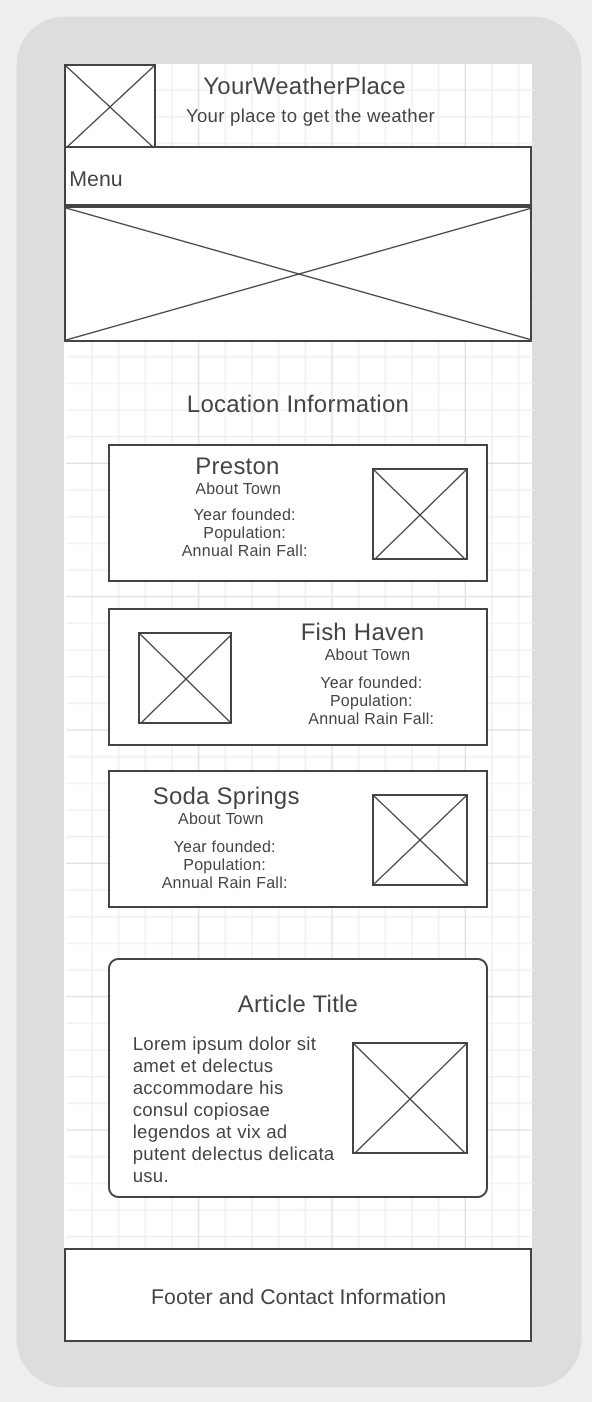 YourWeatherPlace
Your place to get the weather
Menu
Location Information
Preston
About Town
Year founded:
Population:
Annual Rain Fall:
Fish Haven
About Town
Year founded:
Population:
Annual Rain Fall:
Soda Springs
About Town
Year founded:
Population:
Annual Rain Fall:
Article Title
Lorem ipsum dolor sit
amet et delectus
accommodare his
consul copiosae
legendos at vix ad
putent delectus delicata
usu.
Footer and Contact Information